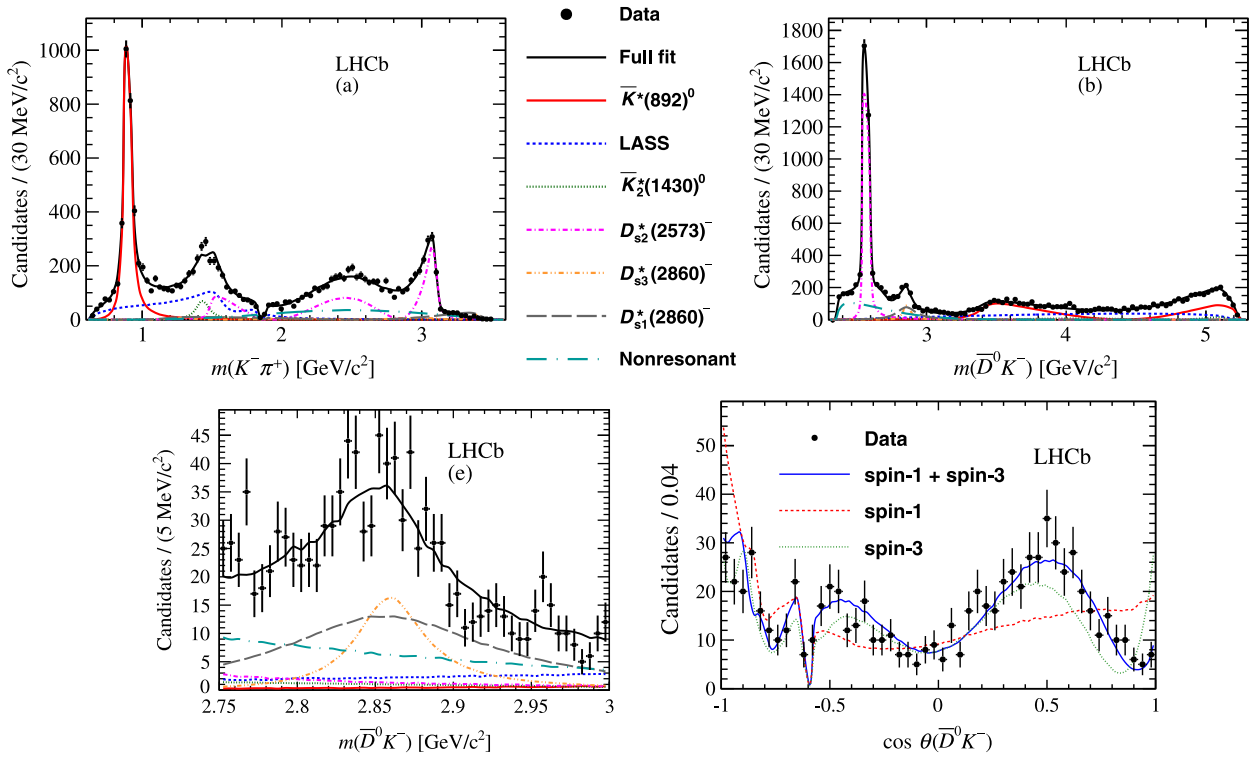 Candidates / (30 MeV/c²)
1000
800
600
400
200
0
LHCb
(a)
1
2
3
m(K⁻π⁺) [GeV/c²]
Data
Full fit
K̅*(892)⁰
LASS
K̅₂*(1430)⁰
Dₛ₂*(2573)⁻
Dₛ₃*(2860)⁻
Dₛ₁*(2860)⁻
Nonresonant
Candidates / (30 MeV/c²)
1800
1600
1400
1200
1000
800
600
400
200
0
LHCb
(b)
3
4
5
m(D̅⁰K⁻) [GeV/c²]
Candidates / (5 MeV/c²)
45
40
35
30
25
20
15
10
5
0
LHCb
(e)
2.75
2.8
2.85
2.9
2.95
3
m(D̅⁰K⁻) [GeV/c²]
Candidates / 0.04
50
40
30
20
10
0
Data
LHCb
spin-1 + spin-3
spin-1
spin-3
-1
-0.5
0
0.5
1
cos θ(D̅⁰K⁻)